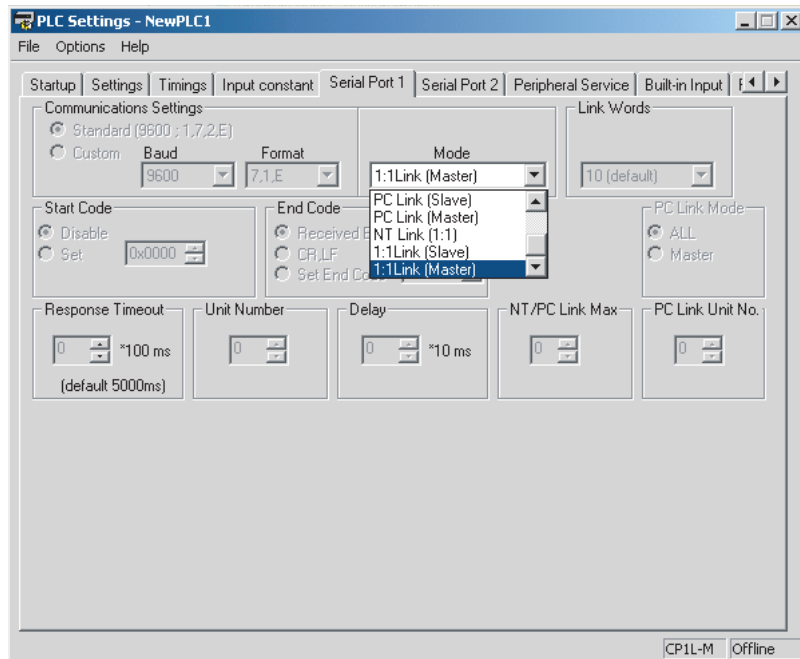 PLC Settings - NewPLC1
File Options Help
Startup Settings Timings Input constant Serial Port 1 Serial Port 2 Peripheral Service Built-in Input
Communications Settings
Link Words
Standard (9600 ; 1,7,2,E)
Custom Baud Format Mode
9600 7,1,E 1:1Link (Master) 10 (default)
PC Link (Slave)
PC Link (Master)
NT Link (1:1)
1:1Link (Slave)
1:1Link (Master)
Start Code End Code PC Link Mode
Disable Received ALL
Set 0x0000 CR,LF Master
Set End Co
Response Timeout Unit Number Delay NT/PC Link Max PC Link Unit No.
0 *100 ms 0 0 *10 ms 0 0
(default 5000ms)
CP1L-M Offline